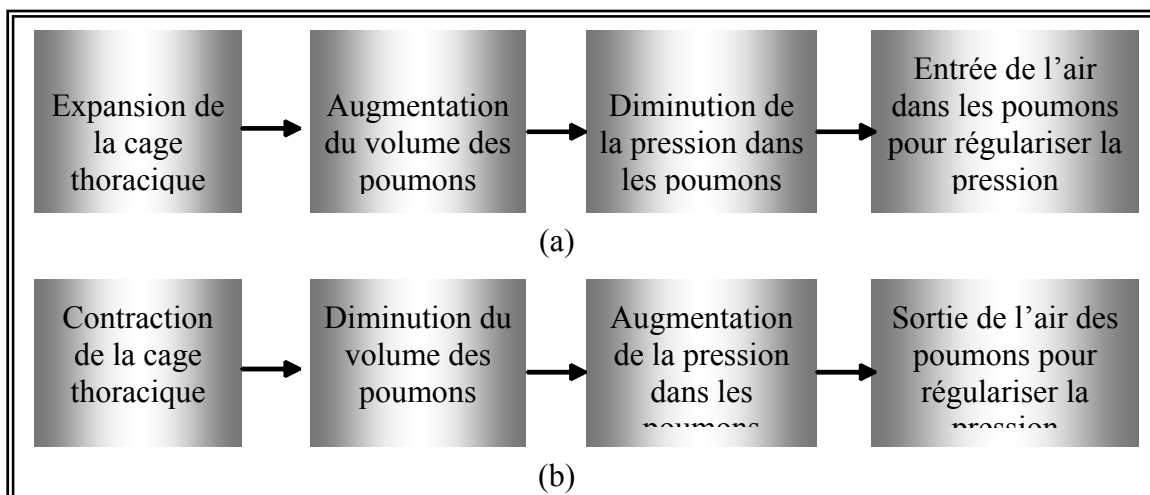 Expansion de
la cage
thoracique
Augmentation
du volume des
poumons
Diminution de
la pression dans
les poumons
Entrée de l’air
dans les poumons
pour régulariser la
pression
(a)
Contraction
de la cage
thoracique
Diminution du
volume des
poumons
Augmentation
de la pression
dans les
poumons
Sortie de l’air des
poumons pour
régulariser la
pression
(b)